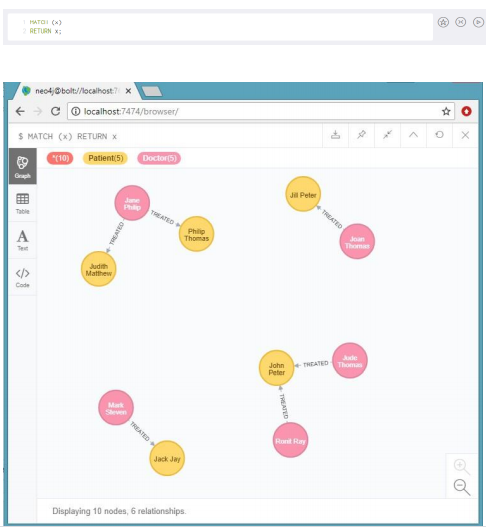 1 MATCH (x)
2 RETURN x;
neo4j@bolt://localhost:7
localhost:7474/browser/
$ MATCH (x) RETURN x
*(10) Patient(5) Doctor(5)
Graph
Table
A
Text
</>
Code
Jane
Philip
TREATED
Philip
Thomas
TREATED
Judith
Matthew
Jill Peter
TREATED
Joan
Thomas
John
Peter
TREATED
Jude
Thomas
TREATED
Rond Ray
Mark
Steven
TREATED
Jack Jay
Displaying 10 nodes, 6 relationships.